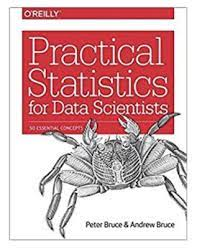 O'REILLY®
Practical
Statistics
for Data Scientists
50 ESSENTIAL CONCEPTS
Peter Bruce & Andrew Bruce